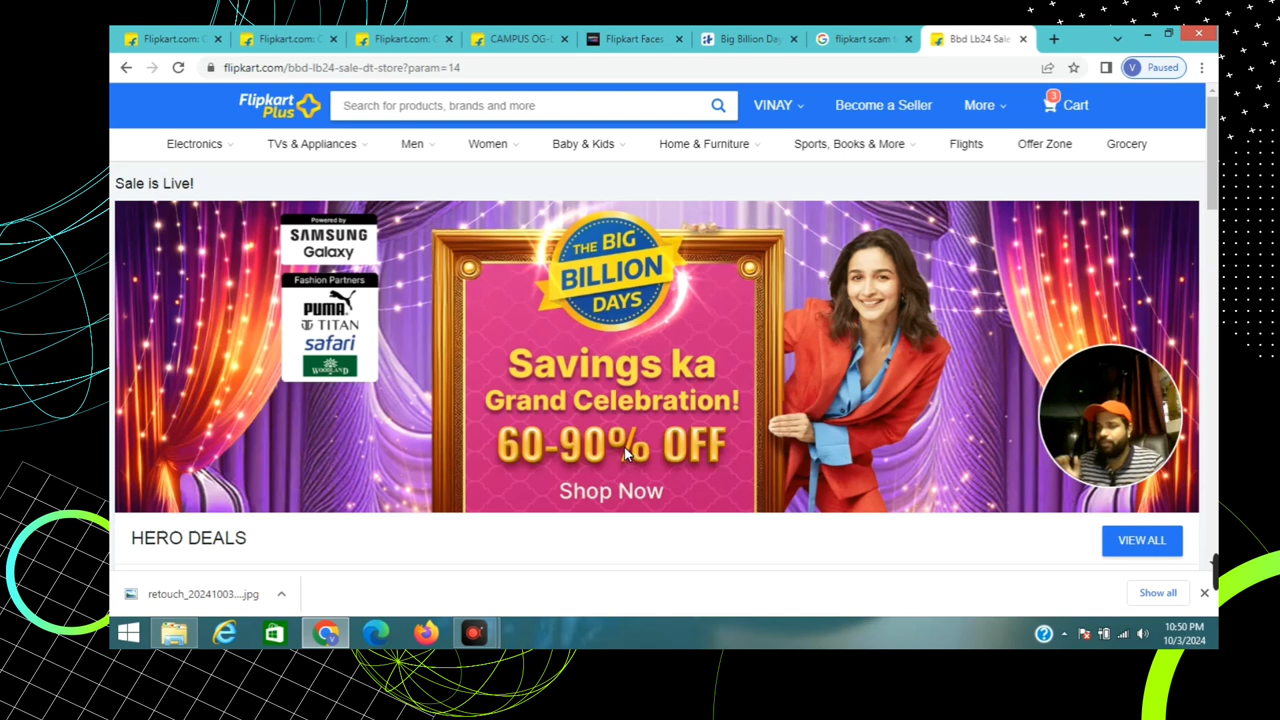 Flipkart.com: C
Flipkart.com: C
Flipkart.com: C
CAMPUS OG-
Flipkart Faces
Big Billion Day
flipkart scam
Bbd Lb24 Sale
flipkart.com/bbd-lb24-sale-dt-store?param=14
V
Paused
Flipkart
Plus
Search for products, brands and more
VINAY
Become a Seller
More
3
Cart
Electronics
TVs & Appliances
Men
Women
Baby & Kids
Home & Furniture
Sports, Books & More
Flights
Offer Zone
Grocery
Sale is Live!
Powered by
SAMSUNG
Galaxy
Fashion Partners
PUMA
TITAN
safari
WOODLAND
THE BIG
BILLION
DAYS
Savings ka
Grand Celebration!
60-90% OFF
Shop Now
HERO DEALS
VIEW ALL
retouch_20241003....jpg
Show all
10:50 PM
10/3/2024